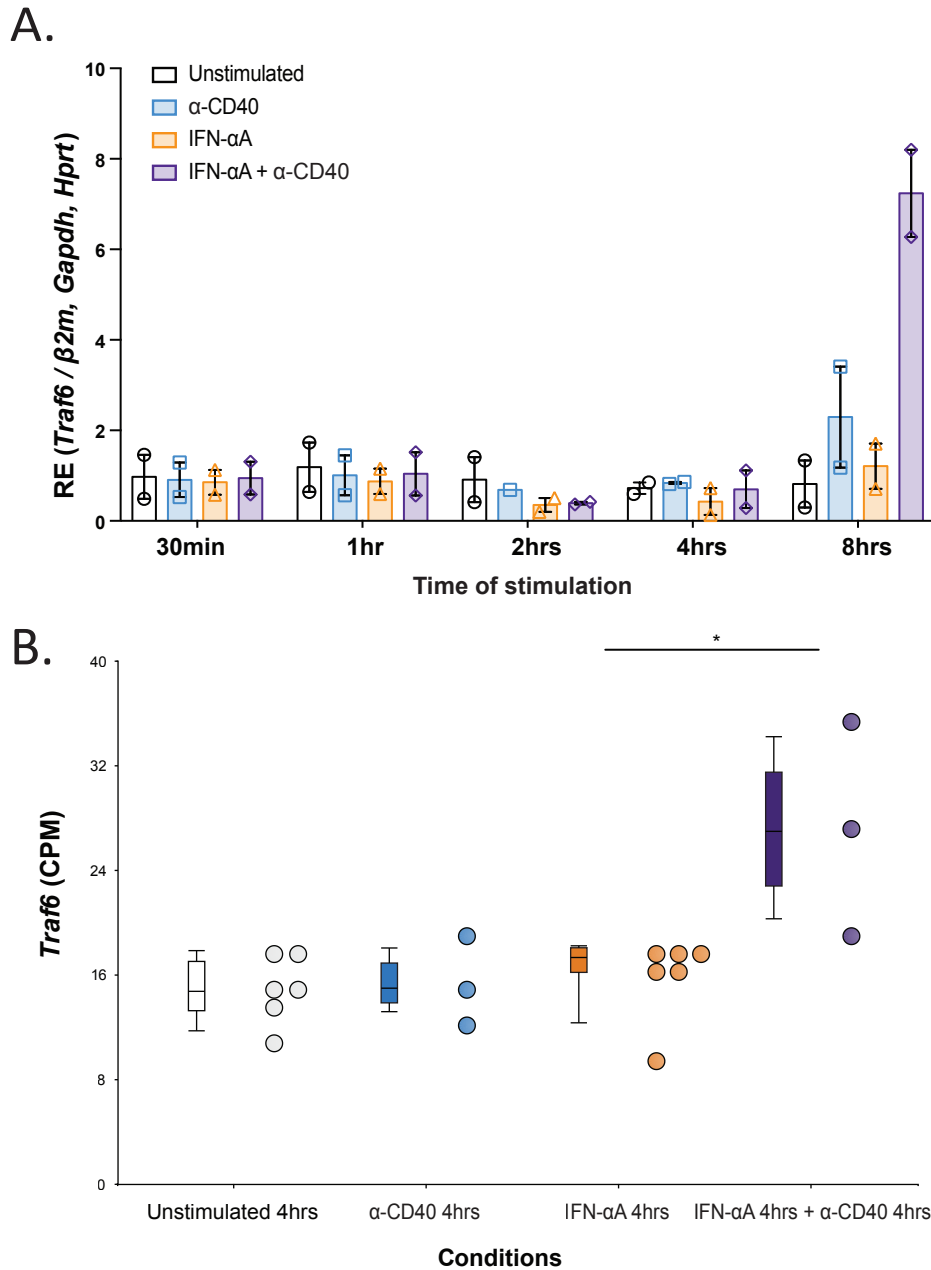 A.
10
8
6
4
2
0
RE (Traf6 / β2m, Gapdh, Hprt)
Unstimulated
α-CD40
IFN-αA
IFN-αA + α-CD40
30min 1hr 2hrs 4hrs 8hrs
Time of stimulation
B.
*
40
32
24
16
8
0
Traf6 (CPM)
Unstimulated 4hrs α-CD40 4hrs IFN-αA 4hrs IFN-αA 4hrs + α-CD40 4hrs
Conditions